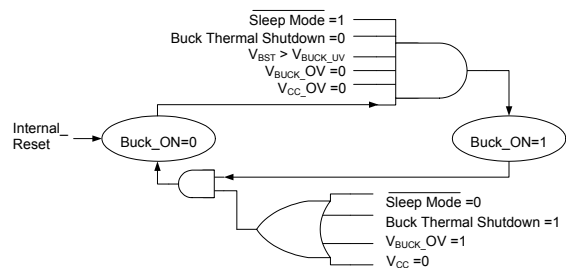 Sleep Mode =1
Buck Thermal Shutdown =0
VBST > VBUCK_UV
VBUCK_OV =0
VCC_OV =0
Internal_
Reset
Buck_ON=0
Buck_ON=1
Sleep Mode =0
Buck Thermal Shutdown =1
VBUCK_OV =1
VCC =0